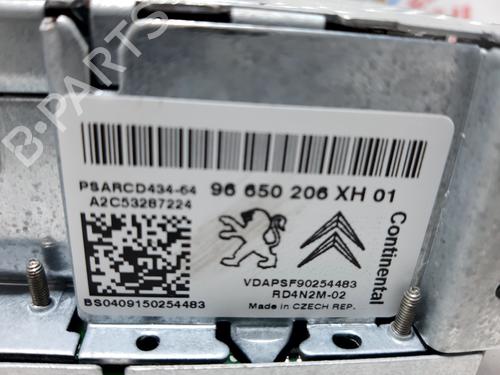 PSARCD434-64 96 650 206 XH 01
A2C53287224
Continental
VDAPSF90254483
RD4N2M-02
BS0409150254483
Made in CZECH REP.
B-PARTS